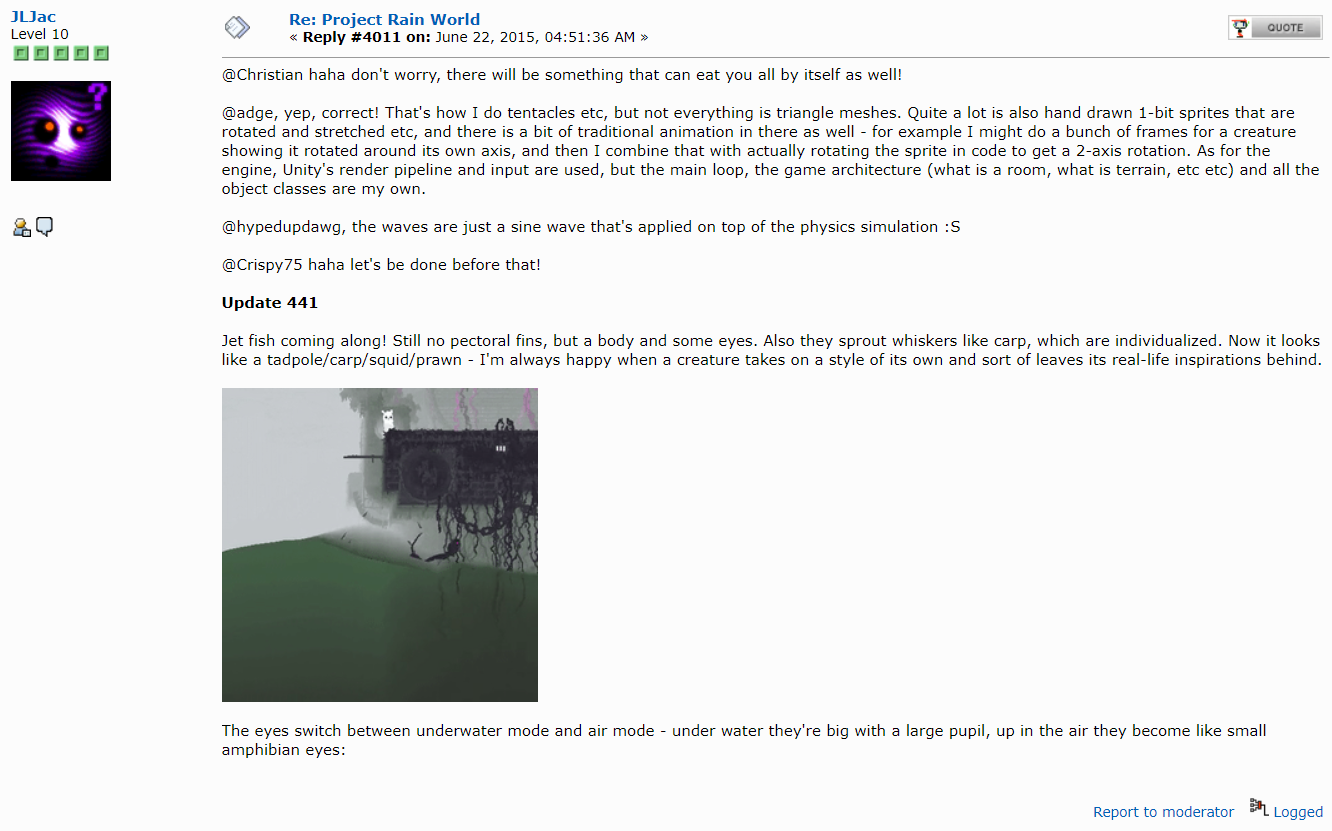 JLJac
Level 10
Re: Project Rain World
« Reply #4011 on: June 22, 2015, 04:51:36 AM »
QUOTE
@Christian haha don't worry, there will be something that can eat you all by itself as well!
@adge, yep, correct! That's how I do tentacles etc, but not everything is triangle meshes. Quite a lot is also hand drawn 1-bit sprites that are
rotated and stretched etc, and there is a bit of traditional animation in there as well - for example I might do a bunch of frames for a creature
showing it rotated around its own axis, and then I combine that with actually rotating the sprite in code to get a 2-axis rotation. As for the
engine, Unity's render pipeline and input are used, but the main loop, the game architecture (what is a room, what is terrain, etc etc) and all the
object classes are my own.
@hypedupdawg, the waves are just a sine wave that's applied on top of the physics simulation :S
@Crispy75 haha let's be done before that!
Update 441
Jet fish coming along! Still no pectoral fins, but a body and some eyes. Also they sprout whiskers like carp, which are individualized. Now it looks
like a tadpole/carp/squid/prawn - I'm always happy when a creature takes on a style of its own and sort of leaves its real-life inspirations behind.
The eyes switch between underwater mode and air mode - under water they're big with a large pupil, up in the air they become like small
amphibian eyes:
Report to moderator Logged